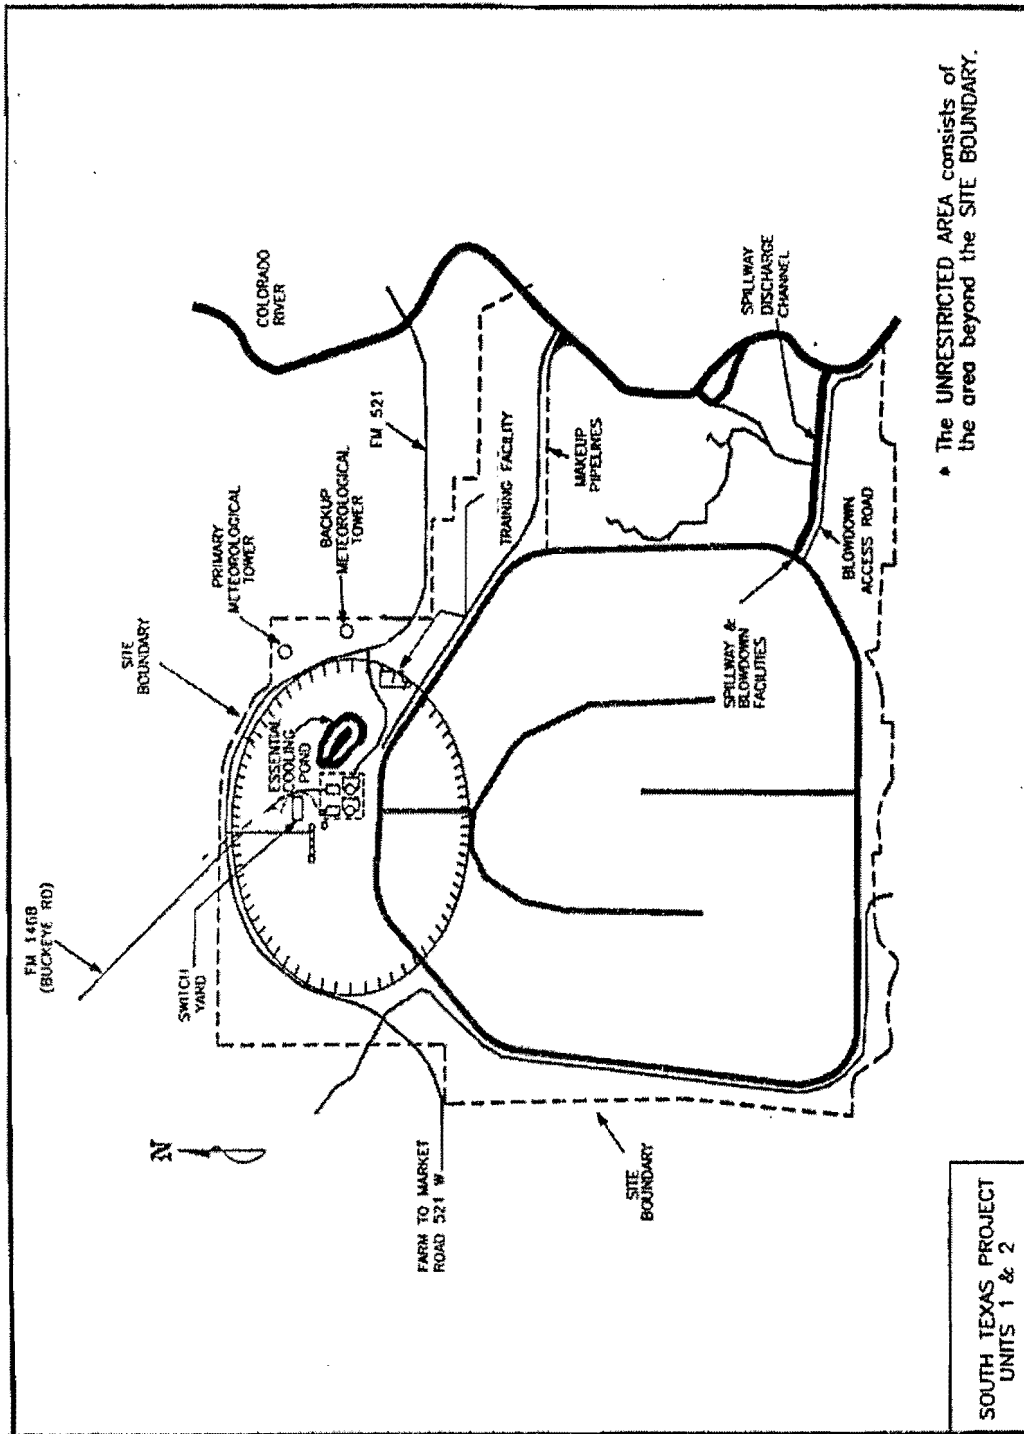 FM 1468
(BUCKEYE RD)
SWITCH
YARD
SITE
BOUNDARY
PRIMARY
METEOROLOGICAL
TOWER
BACKUP
METEOROLOGICAL
TOWER
COLORADO
RIVER
ESSENTIAL
COOLING
POND
FM 521
TRAINING FACILITY
MAKEUP
PIPELINES
N
FARM TO MARKET
ROAD 521 W
SITE
BOUNDARY
SPILLWAY &
BLOWDOWN
FACILITIES
SPILLWAY
DISCHARGE
CHANNEL
BLOWDOWN
ACCESS ROAD
* The UNRESTRICTED AREA consists of
the area beyond the SITE BOUNDARY.
SOUTH TEXAS PROJECT
UNITS 1 & 2